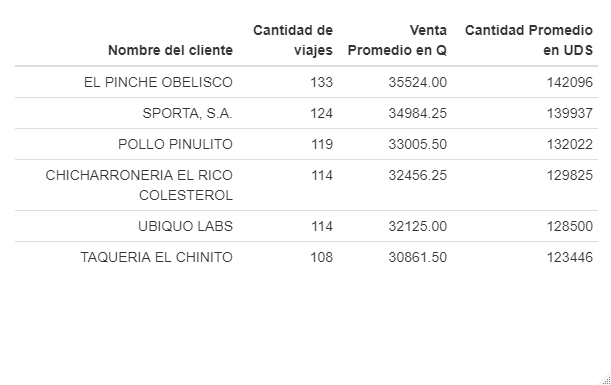 Nombre del cliente Cantidad de viajes Venta Promedio en Q Cantidad Promedio en UDS
EL PINCHE OBELISCO 133 35524.00 142096
SPORTA, S.A. 124 34984.25 139937
POLLO PINULITO 119 33005.50 132022
CHICHARRONERIA EL RICO COLESTEROL 114 32456.25 129825
UBIQUO LABS 114 32125.00 128500
TAQUERIA EL CHINITO 108 30861.50 123446